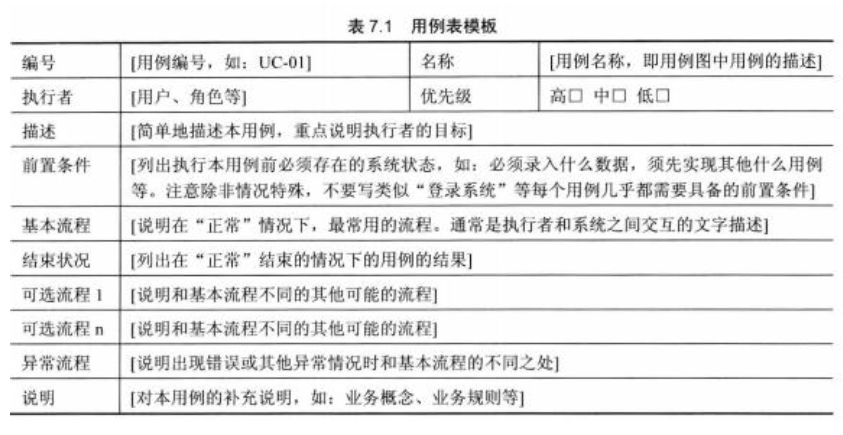 表 7.1 用例表模板
编号 [用例编号，如：UC-01] 名称 [用例名称，即用例图中用例的描述]
执行者 [用户、角色等] 优先级 高□ 中□ 低□
描述 [简单地描述本用例，重点说明执行者的目标]
前置条件 [列出执行本用例前必须存在的系统状态，如：必须录入什么数据，须先实现其他什么用例
等。注意除非情况特殊，不要写类似“登录系统”等每个用例几乎都需要具备的前置条件]
基本流程 [说明在“正常”情况下，最常用的流程。通常是执行者和系统之间交互的文字描述]
结束状况 [列出在“正常”结束的情况下的用例的结果]
可选流程 1 [说明和基本流程不同的其他可能的流程]
可选流程 n [说明和基本流程不同的其他可能的流程]
异常流程 [说明出现错误或其他异常情况时和基本流程的不同之处]
说明 [对本用例的补充说明，如：业务概念、业务规则等]